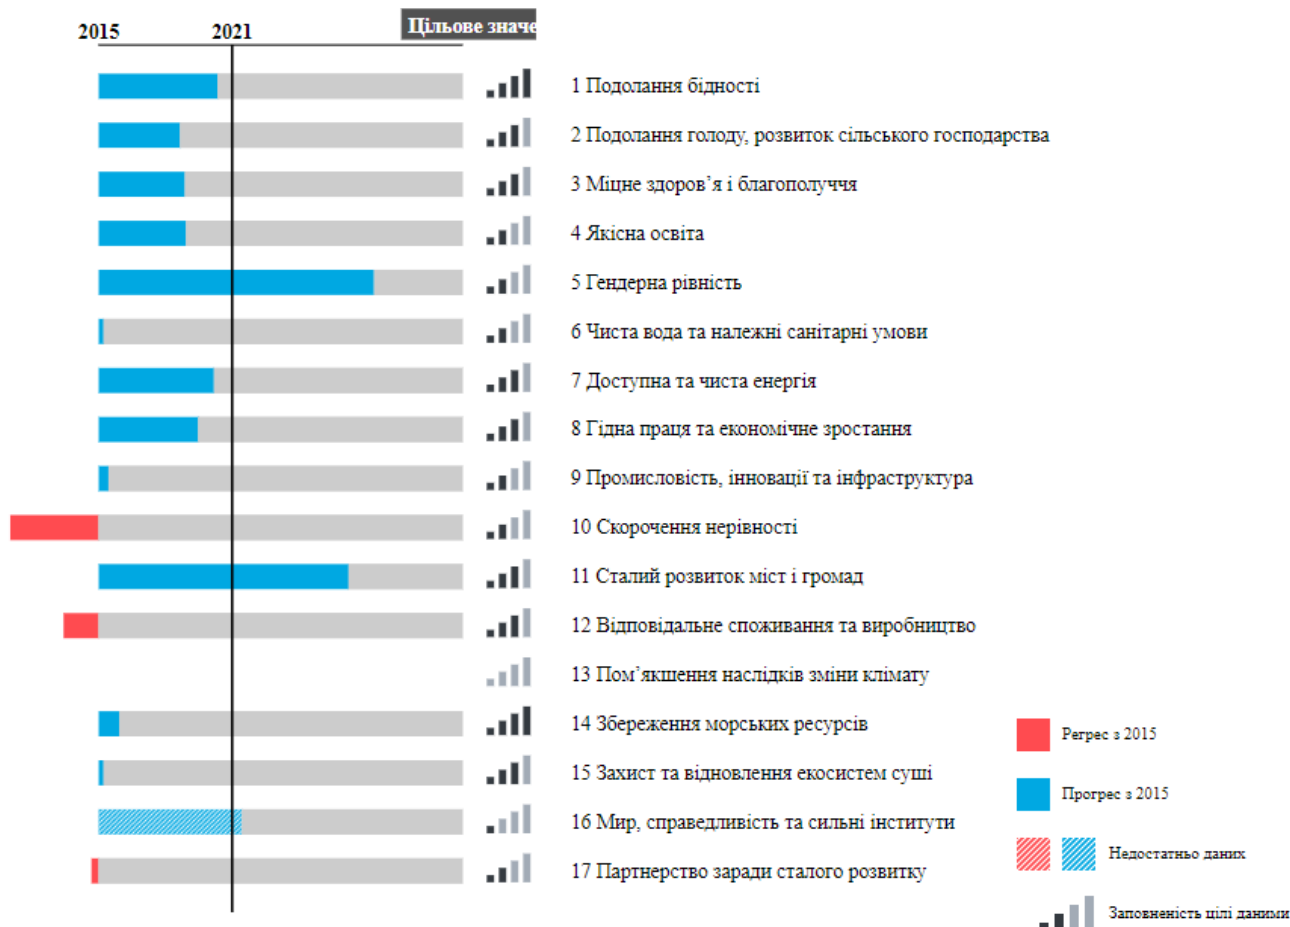 2015 2021 Цільове значе
1 Подолання бідності
2 Подолання голоду, розвиток сільського господарства
3 Міцне здоров’я і благополуччя
4 Якісна освіта
5 Гендерна рівність
6 Чиста вода та належні санітарні умови
7 Доступна та чиста енергія
8 Гідна праця та економічне зростання
9 Промисловість, інновації та інфраструктура
10 Скорочення нерівності
11 Сталий розвиток міст і громад
12 Відповідальне споживання та виробництво
13 Пом’якшення наслідків зміни клімату
14 Збереження морських ресурсів
15 Захист та відновлення екосистем суші
16 Мир, справедливість та сильні інститути
17 Партнерство заради сталого розвитку
Регрес з 2015
Прогрес з 2015
Недостатньо даних
Заповненість цілі даними